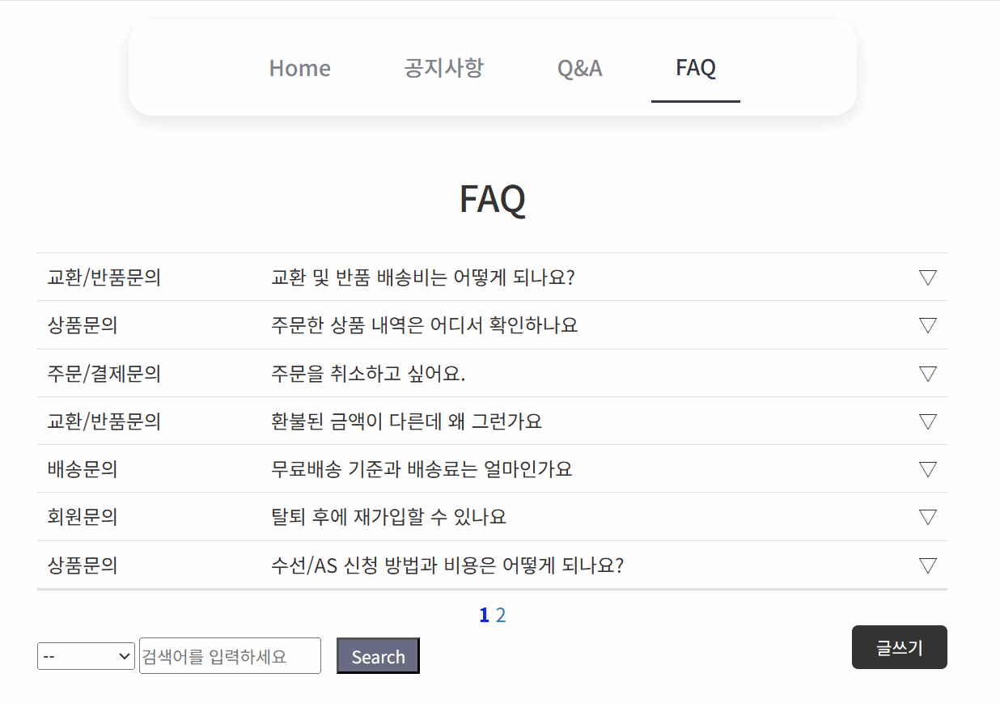 Home 공지사항 Q&A FAQ
FAQ
교환/반품문의 교환 및 반품 배송비는 어떻게 되나요? ▽
상품문의 주문한 상품 내역은 어디서 확인하나요 ▽
주문/결제문의 주문을 취소하고 싶어요. ▽
교환/반품문의 환불된 금액이 다른데 왜 그런가요 ▽
배송문의 무료배송 기준과 배송료는 얼마인가요 ▽
회원문의 탈퇴 후에 재가입할 수 있나요 ▽
상품문의 수선/AS 신청 방법과 비용은 어떻게 되나요? ▽
1 2
-- 검색어를 입력하세요 Search 글쓰기